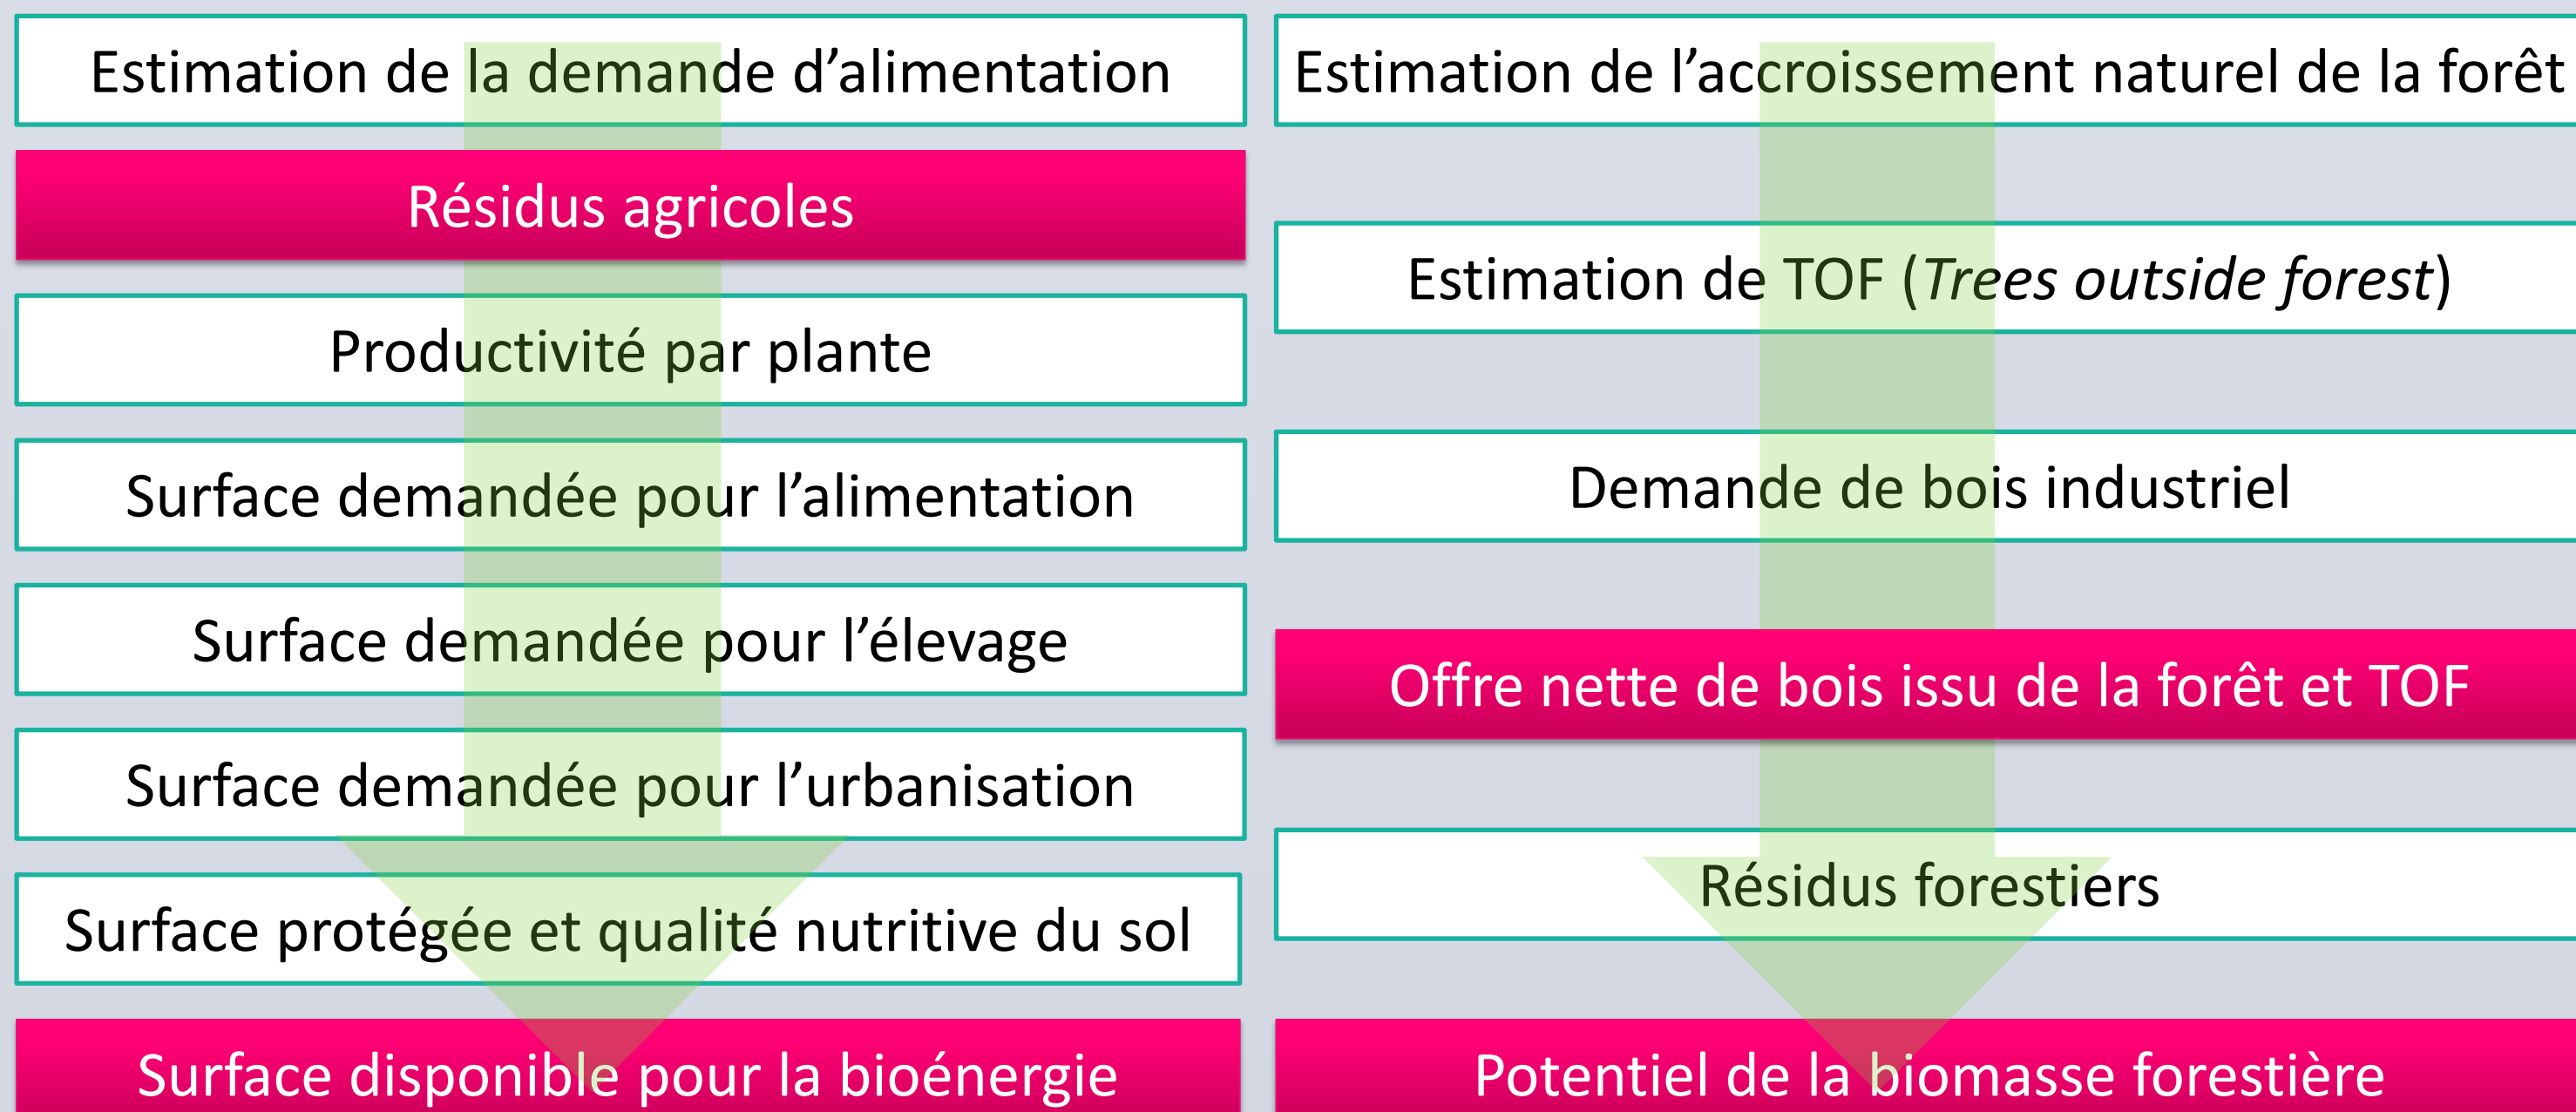 Estimation de la demande d’alimentation
Résidus agricoles
Productivité par plante
Surface demandée pour l’alimentation
Surface demandée pour l’élevage
Surface demandée pour l’urbanisation
Surface protégée et qualité nutritive du sol
Surface disponible pour la bioénergie
Estimation de l’accroissement naturel de la forêt
Estimation de TOF (Trees outside forest)
Demande de bois industriel
Offre nette de bois issu de la forêt et TOF
Résidus forestiers
Potentiel de la biomasse forestière